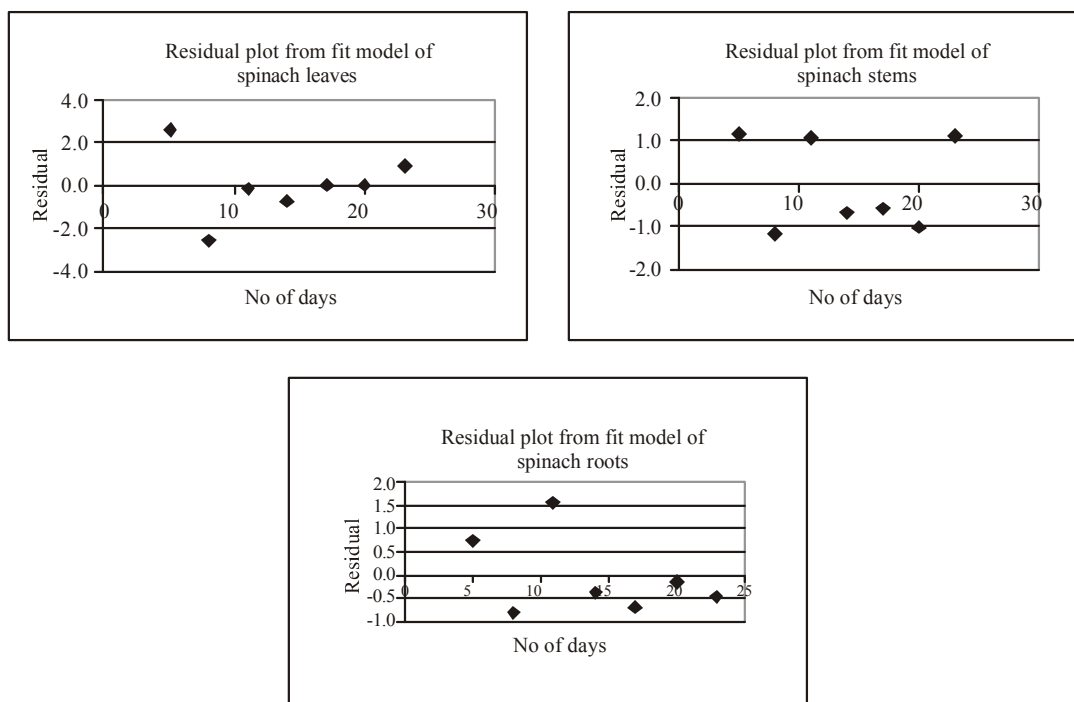 Residual plot from fit model of
spinach leaves
4.0
2.0
0.0
-2.0
-4.0
Residual
0 10 20 30
No of days
Residual plot from fit model of
spinach stems
2.0
1.0
0.0
-1.0
-2.0
Residual
0 10 20 30
No of days
Residual plot from fit model of
spinach roots
2.0
1.5
1.0
0.5
0.0
-0.5
-1.0
Residual
0 5 10 15 20 25
No of days